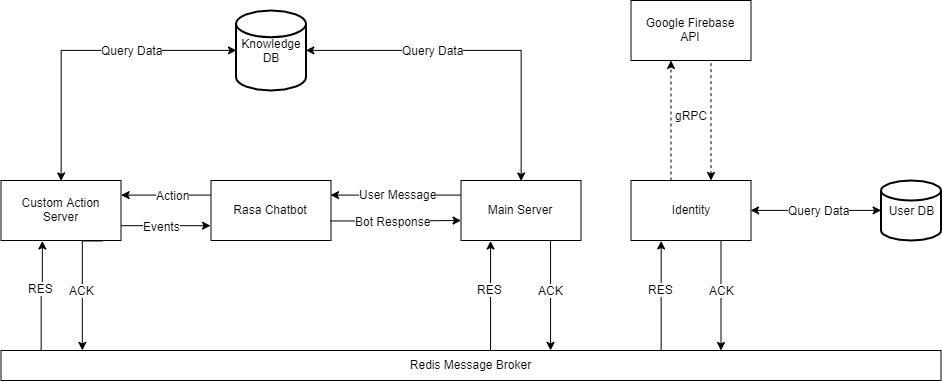 Google Firebase
API
Knowledge
DB
Query Data
Query Data
gRPC
Custom Action
Server
Action
Events
Rasa Chatbot
User Message
Bot Response
Main Server
Identity
Query Data
User DB
RES
ACK
RES
ACK
RES
ACK
Redis Message Broker